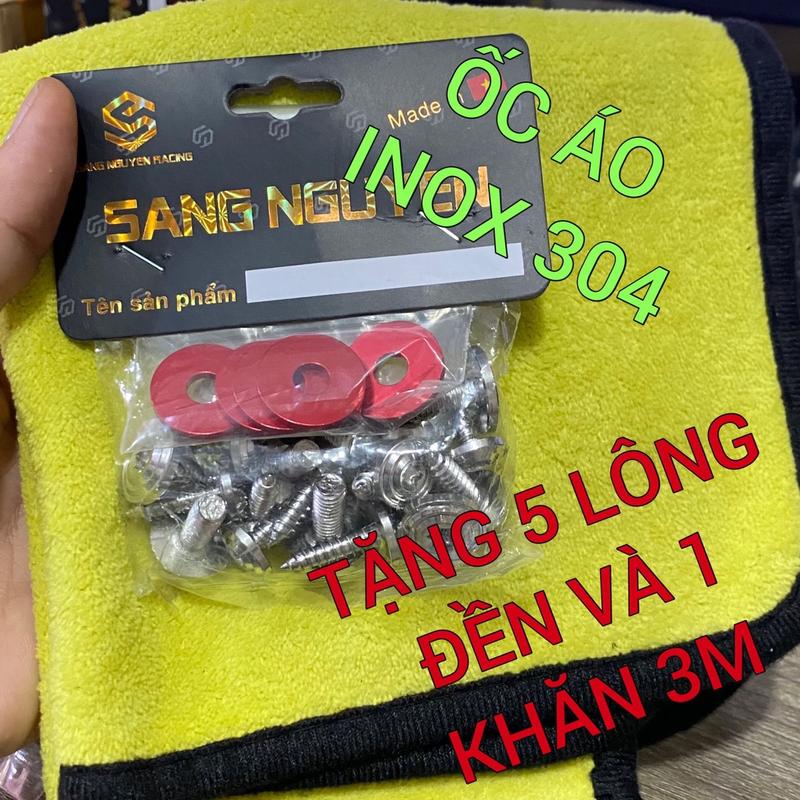 SANG NGUYEN RACING
Made in
SANG NGUYEN
Tên sản phẩm
ỐC ÁO
INOX 304
TẶNG 5 LÔNG
ĐỀN VÀ 1
KHĂN 3M